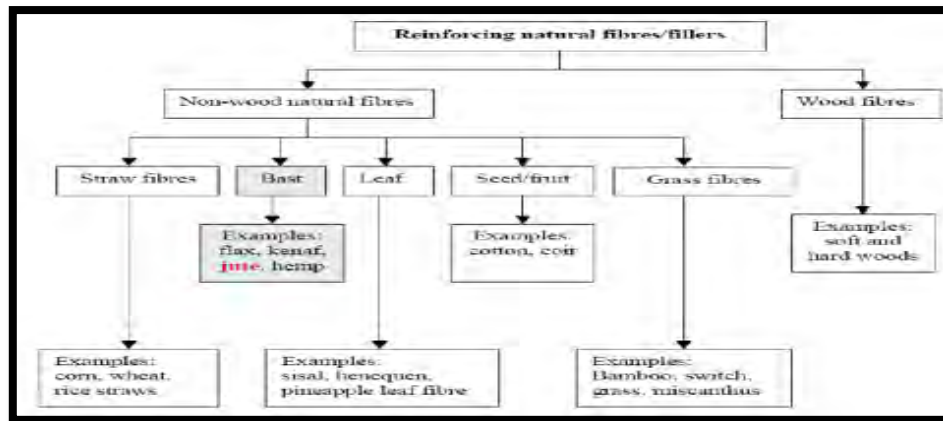 Reinforcing natural fibres/fillers
Non-wood natural fibres
Wood fibres
Straw fibres
Bast
Leaf
Seed/fruit
Grass fibres
Examples:
flax, kenaf,
jute, hemp
Examples.
cotton, coir
Examples:
soft and
hard woods
Examples:
corn, wheat,
rice straws
Examples:
sisal, henequen,
pineapple leaf fibre
Examples:
Bamboo, switch,
grass, miscanthus